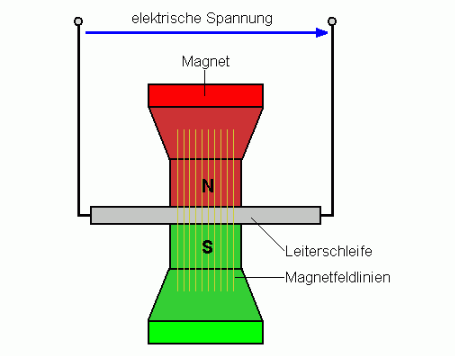 elektrische Spannung
Magnet
N
S
Leiterschleife
Magnetfeldlinien